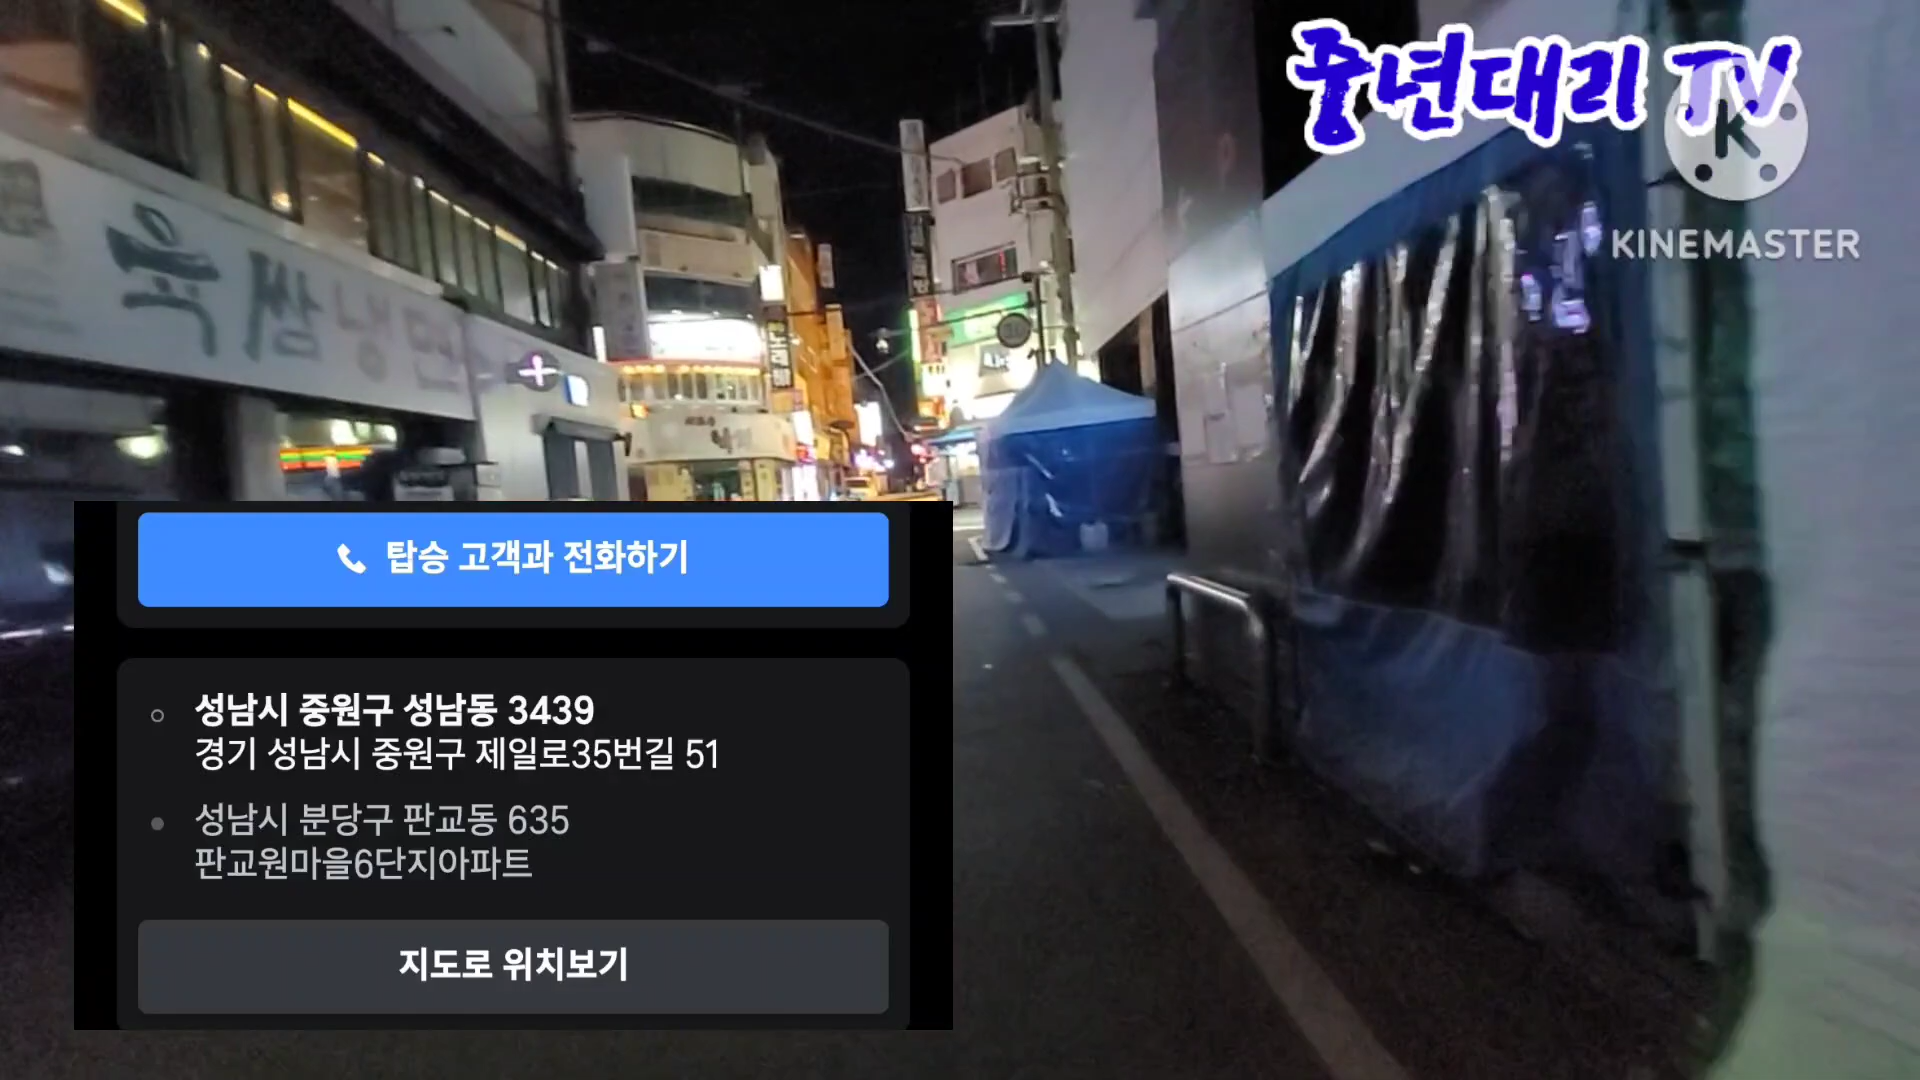 중년대리 TV
K
KINEMASTER
육쌈냉면
노래방
탑승 고객과 전화하기
성남시 중원구 성남동 3439
경기 성남시 중원구 제일로35번길 51
성남시 분당구 판교동 635
판교원마을6단지아파트
지도로 위치보기